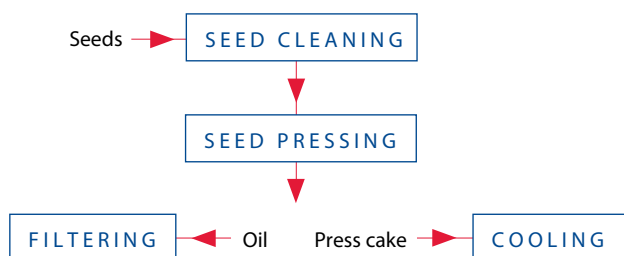 Seeds
SEED CLEANING
SEED PRESSING
FILTERING
Oil
Press cake
COOLING